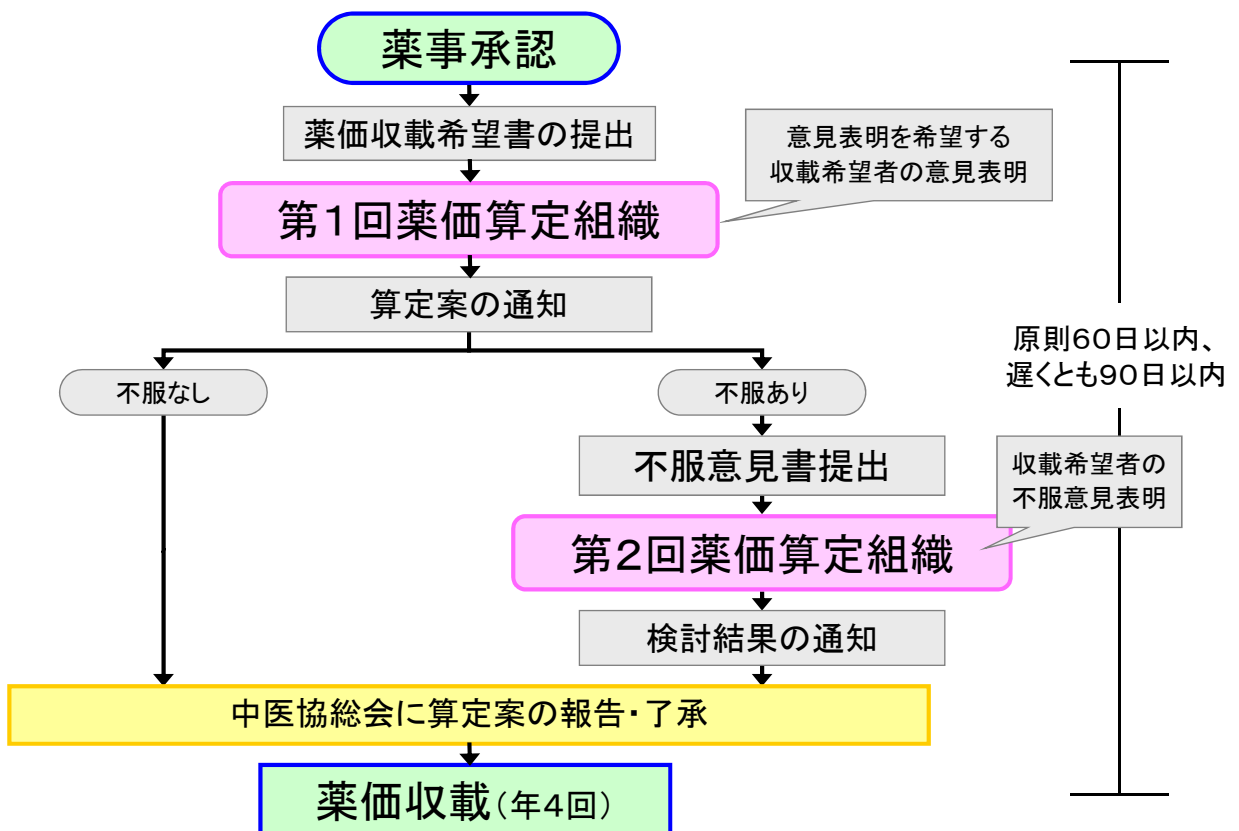 薬事承認
薬価収載希望書の提出
意見表明を希望する
収載希望者の意見表明
第1回薬価算定組織
算定案の通知
原則60日以内、
遅くとも90日以内
不服なし
不服あり
不服意見書提出
収載希望者の
不服意見表明
第2回薬価算定組織
検討結果の通知
中医協総会に算定案の報告・了承
薬価収載(年4回)